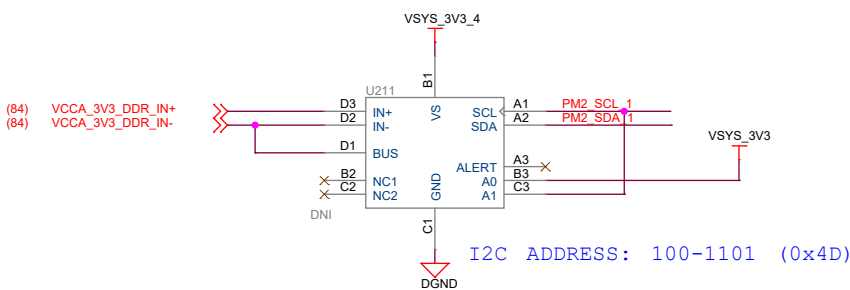 VSYS_3V3_4
(84) VCCA_3V3_DDR_IN+
(84) VCCA_3V3_DDR_IN-
U211
B1
D3 IN+ VS SCL A1 PM2_SCL_1
D2 IN- SDA A2 PM2_SDA_1
VSYS_3V3
D1 BUS
ALERT A3
B2 NC1 A0 B3
C2 NC2 GND A1 C3
DNI
C1
I2C ADDRESS: 100-1101 (0x4D)
DGND